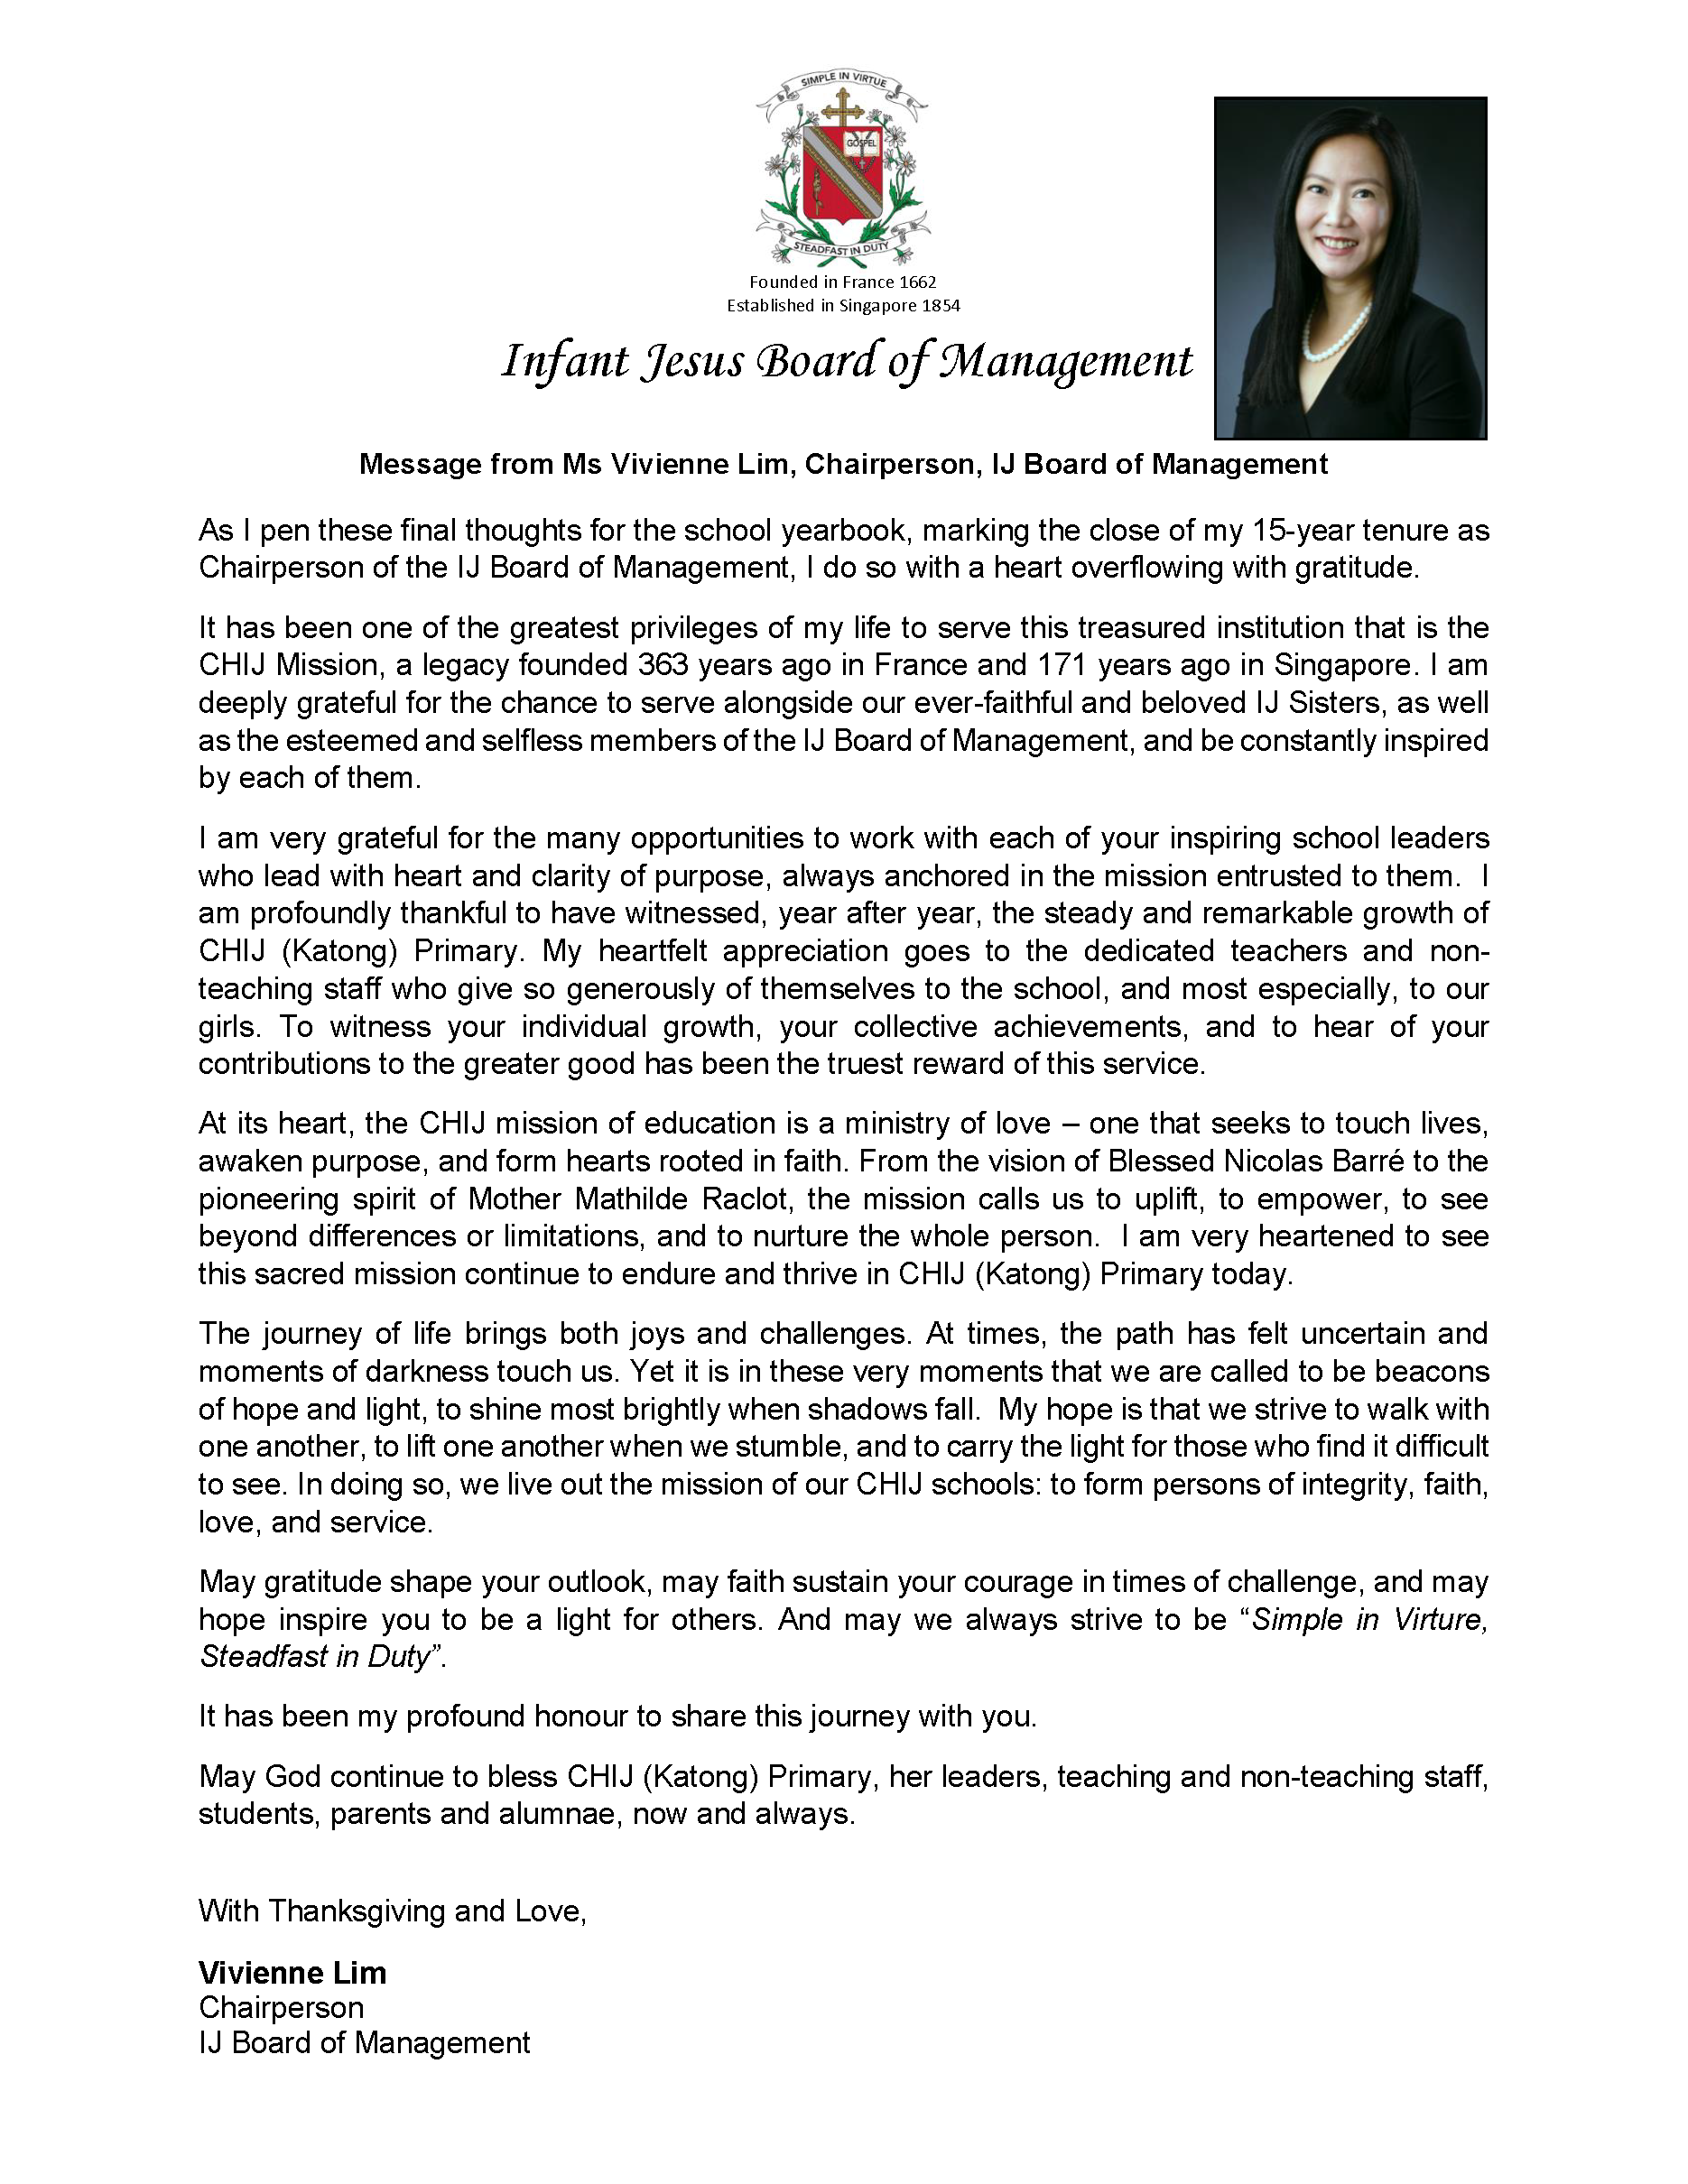 SIMPLE IN VIRTUE
GOSPEL
STEADFAST IN DUTY
Founded in France 1662
Established in Singapore 1854
Infant Jesus Board of Management
Message from Ms Vivienne Lim, Chairperson, IJ Board of Management
As I pen these final thoughts for the school yearbook, marking the close of my 15-year tenure as
Chairperson of the IJ Board of Management, I do so with a heart overflowing with gratitude.
It has been one of the greatest privileges of my life to serve this treasured institution that is the
CHIJ Mission, a legacy founded 363 years ago in France and 171 years ago in Singapore. I am
deeply grateful for the chance to serve alongside our ever-faithful and beloved IJ Sisters, as well
as the esteemed and selfless members of the IJ Board of Management, and be constantly inspired
by each of them.
I am very grateful for the many opportunities to work with each of your inspiring school leaders
who lead with heart and clarity of purpose, always anchored in the mission entrusted to them.  I
am profoundly thankful to have witnessed, year after year, the steady and remarkable growth of
CHIJ (Katong) Primary. My heartfelt appreciation goes to the dedicated teachers and non-
teaching staff who give so generously of themselves to the school, and most especially, to our
girls. To witness your individual growth, your collective achievements, and to hear of your
contributions to the greater good has been the truest reward of this service.
At its heart, the CHIJ mission of education is a ministry of love – one that seeks to touch lives,
awaken purpose, and form hearts rooted in faith. From the vision of Blessed Nicolas Barré to the
pioneering spirit of Mother Mathilde Raclot, the mission calls us to uplift, to empower, to see
beyond differences or limitations, and to nurture the whole person.  I am very heartened to see
this sacred mission continue to endure and thrive in CHIJ (Katong) Primary today.
The journey of life brings both joys and challenges. At times, the path has felt uncertain and
moments of darkness touch us. Yet it is in these very moments that we are called to be beacons
of hope and light, to shine most brightly when shadows fall.  My hope is that we strive to walk with
one another, to lift one another when we stumble, and to carry the light for those who find it difficult
to see. In doing so, we live out the mission of our CHIJ schools: to form persons of integrity, faith,
love, and service.
May gratitude shape your outlook, may faith sustain your courage in times of challenge, and may
hope inspire you to be a light for others. And may we always strive to be “Simple in Virture,
Steadfast in Duty”.
It has been my profound honour to share this journey with you.
May God continue to bless CHIJ (Katong) Primary, her leaders, teaching and non-teaching staff,
students, parents and alumnae, now and always.
With Thanksgiving and Love,
Vivienne Lim
Chairperson
IJ Board of Management